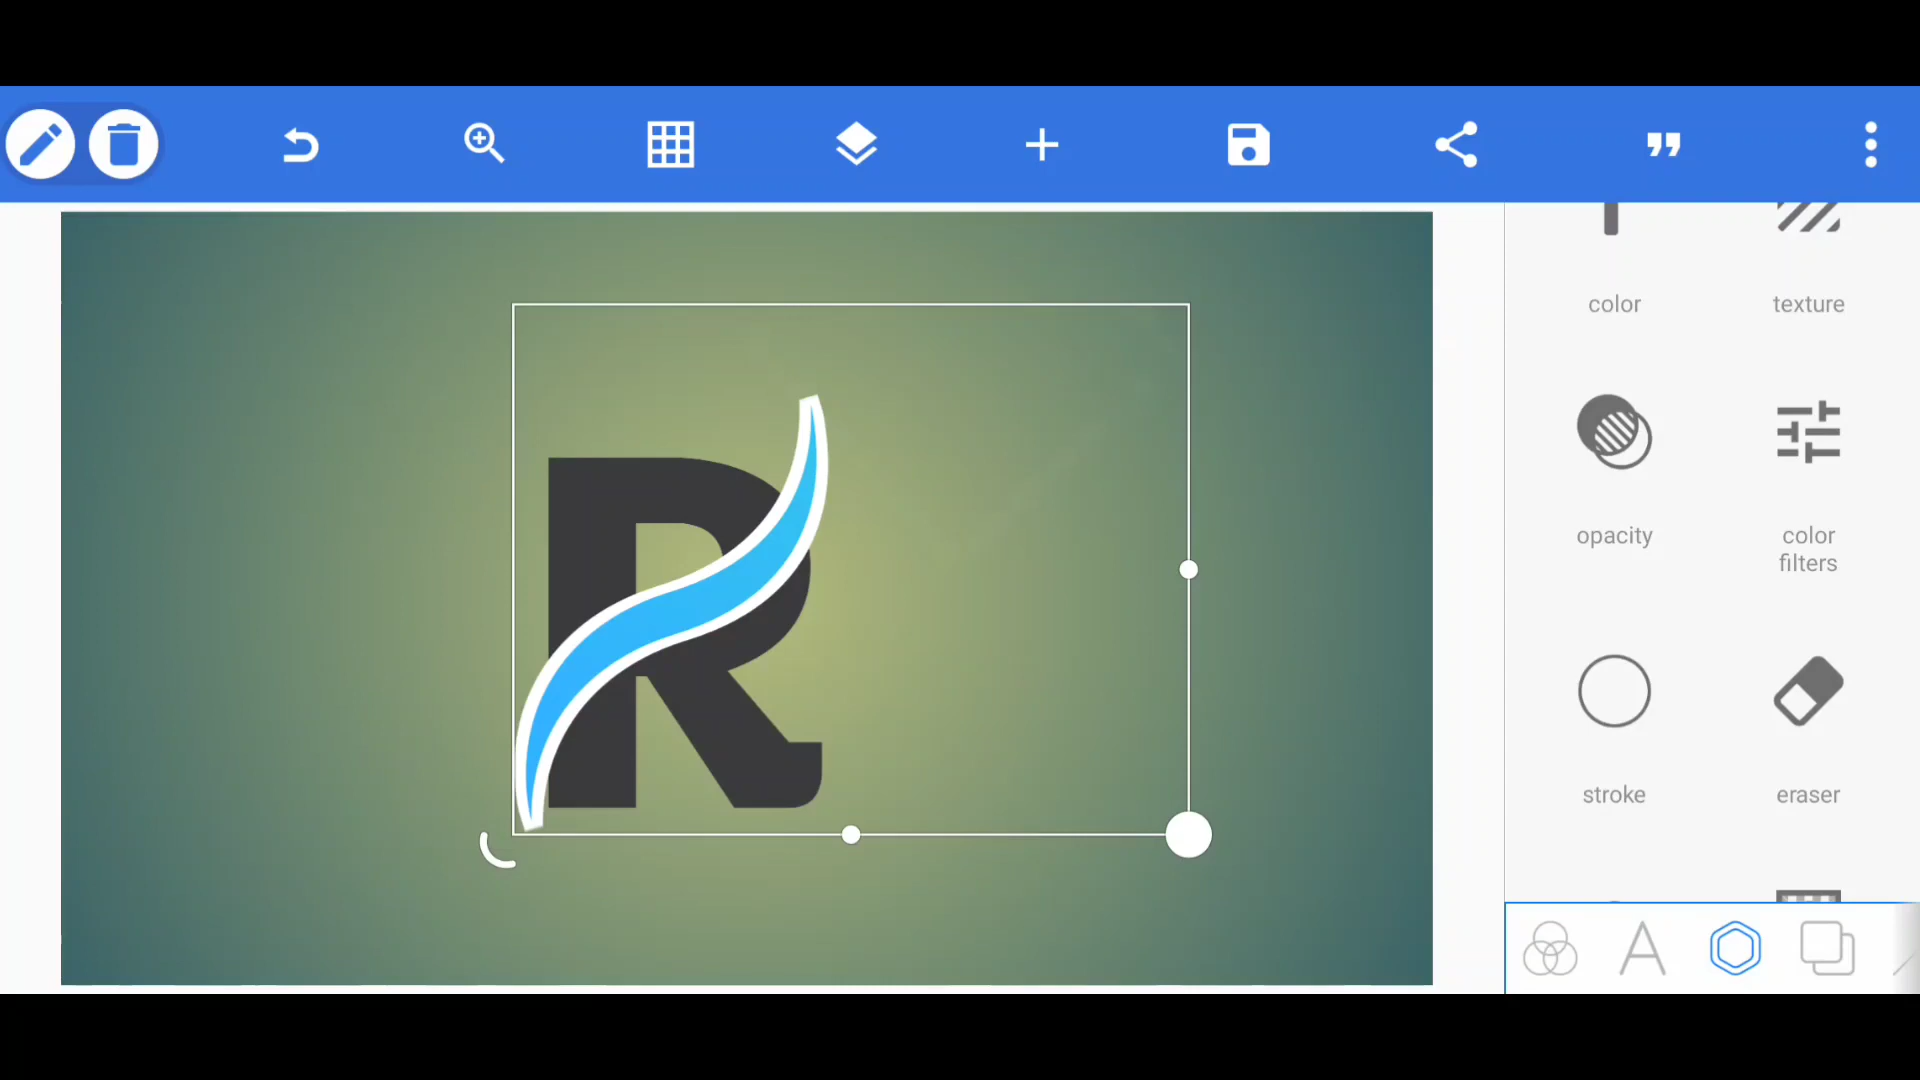 color
texture
R
opacity
color
filters
stroke
eraser